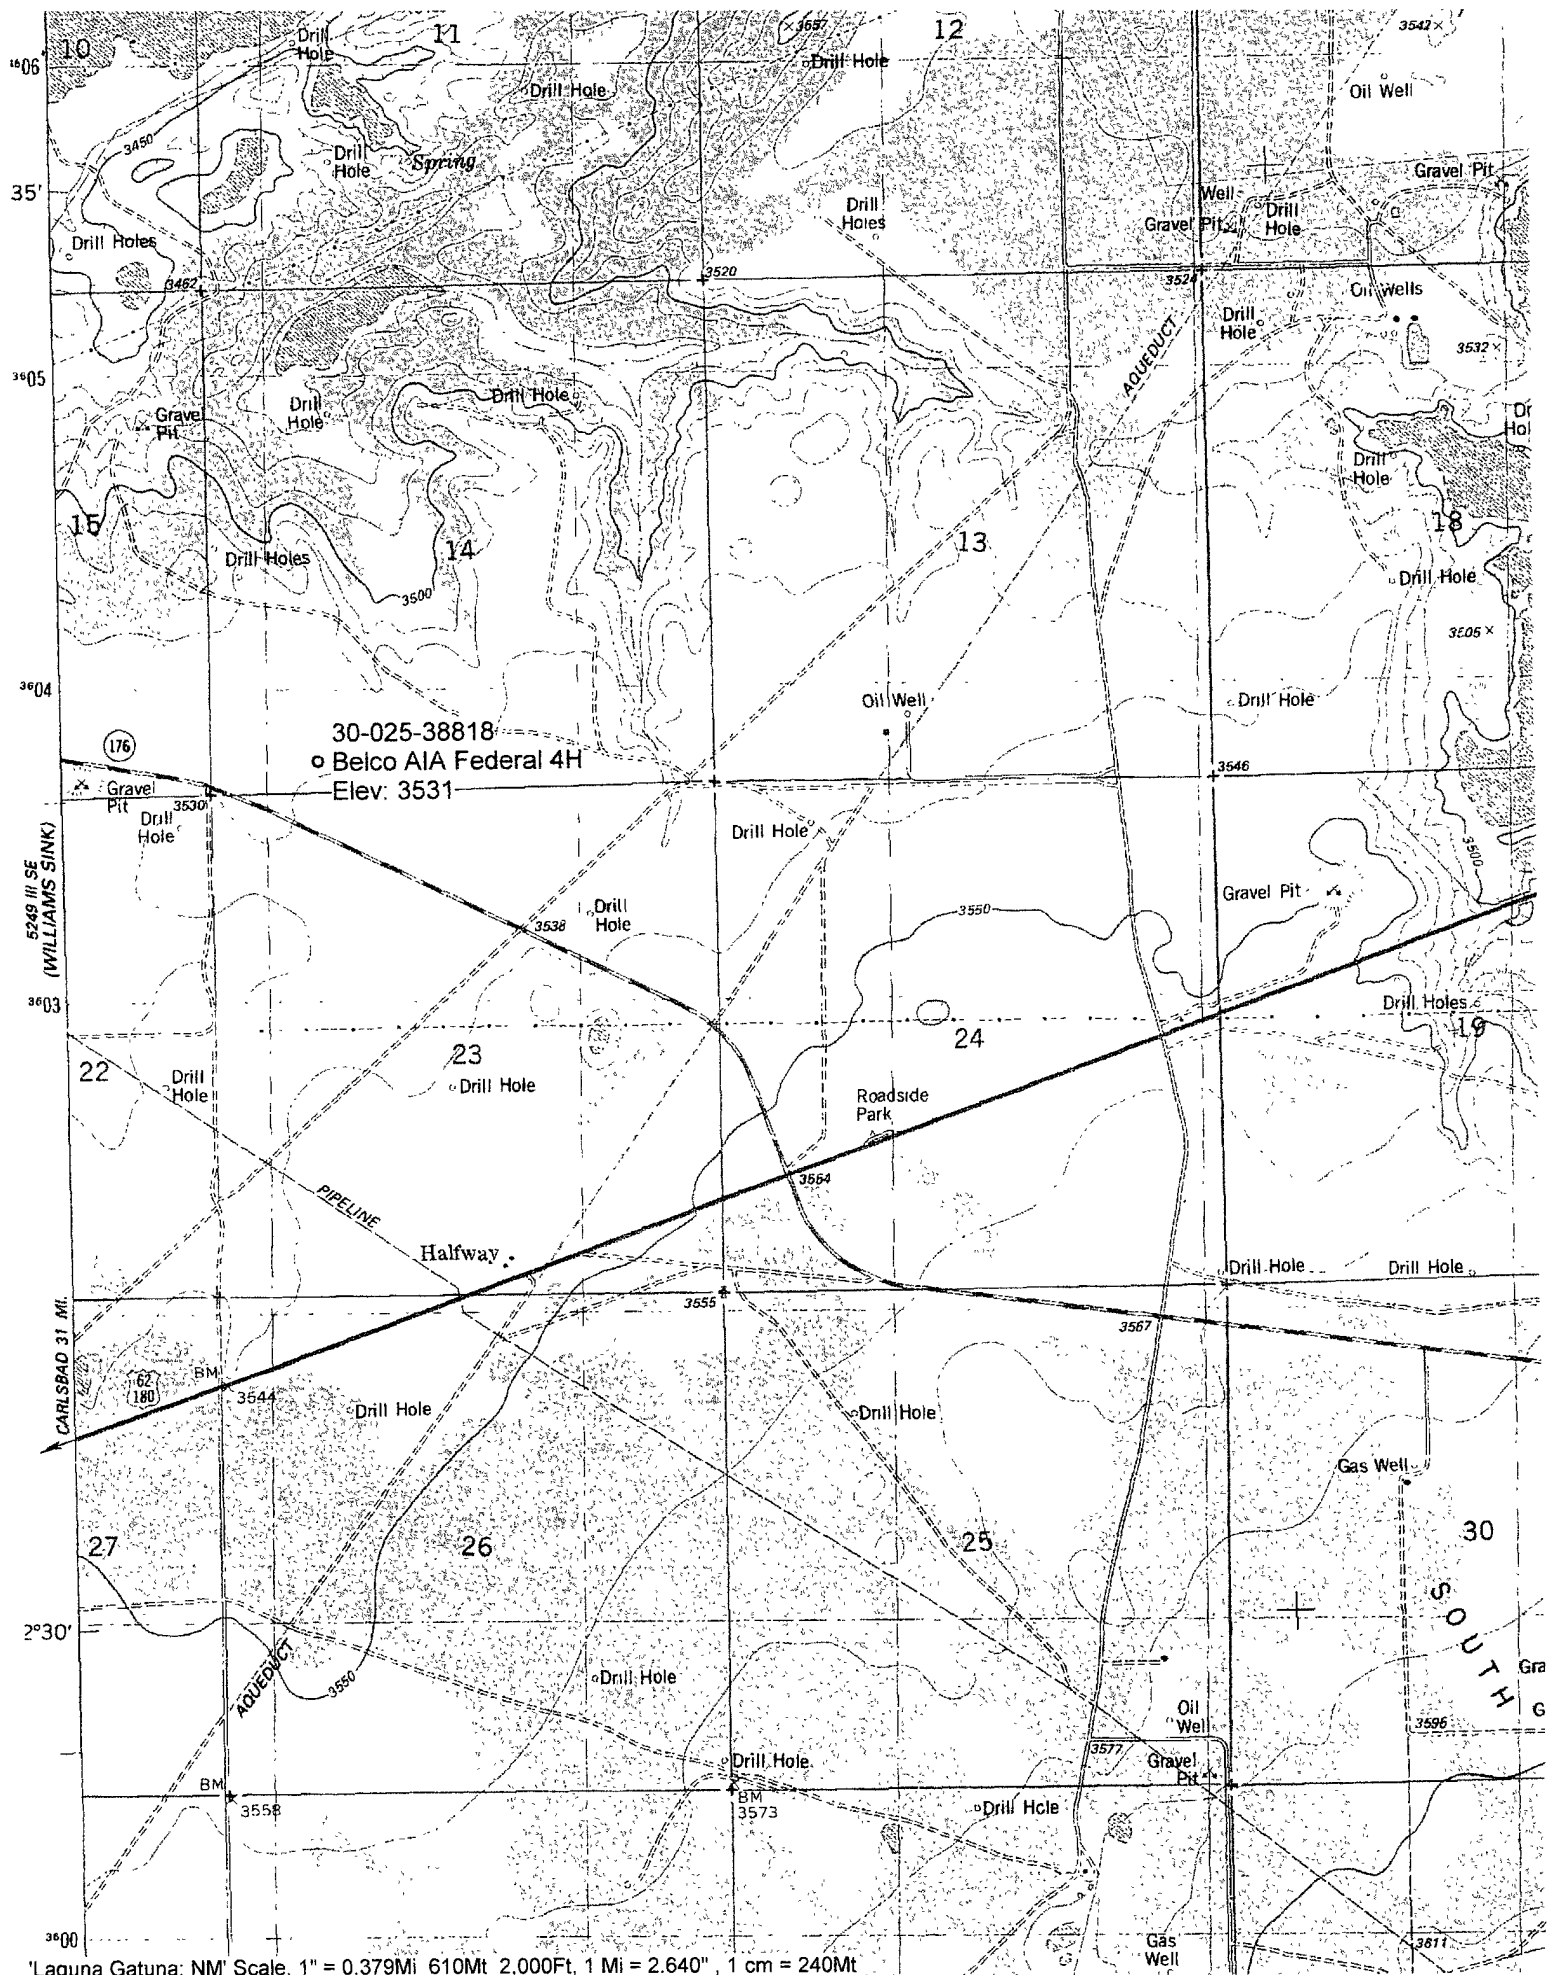 10
Drill
Hole
11
3557
12
3542
1606
Drill Hole
Drill Hole
Oil Well
3450
Drill
Hole
Spring
35'
Gravel Pit
Well
Drill
Holes
Gravel Pit
Drill
Hole
Drill Holes
3462
3520
3524
Oil Wells
Drill
Hole
AQUEDUCT
3532
3605
Gravel
Pit
Drill
Hole
Drill Hole
Dr
Hol
Drill
Hole
15
14
13
18
Drill Holes
3500
Drill Hole
3505
3604
Oil Well
Drill Hole
176
30-025-38818
Belco AIA Federal 4H
Elev: 3531
Gravel
Pit
3530
3546
Drill
Hole
Drill Hole
5249 III SE
(WILLIAMS SINK)
3500
Drill
Hole
3538
3550
Gravel Pit
3603
Drill Holes
22
23
24
19
Drill
Hole
Drill Hole
Roadside
Park
3564
PIPELINE
Halfway
Drill Hole
Drill Hole
3555
3567
CARLSBAD 31 MI.
62
180
BM
3544
Drill Hole
Drill Hole
Gas Well
27
26
25
30
SOUTH
2°30'
AQUEDUCT
3550
Drill Hole
Gra
G
Oil
Well
3596
3577
Drill Hole
Gravel
Pit
BM
3558
BM
3573
Drill Hole
3600
Gas
Well
3611
'Laguna Gatuna; NM' Scale, 1" = 0.379Mi 610Mt 2,000Ft, 1 Mi = 2.640", 1 cm = 240Mt